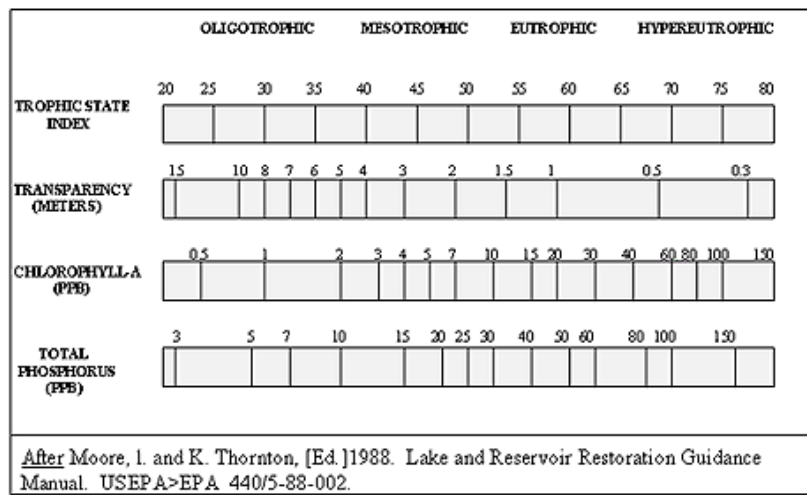 OLIGOTROPHIC MESOTROPHIC EUTROPHIC HYPEREUTROPHIC
20 25 30 35 40 45 50 55 60 65 70 75 80
TROPHIC STATE
INDEX
15 10 8 7 6 5 4 3 2 1.5 1 0.5 0.3
TRANSPARENCY
(METERS)
0.5 1 2 3 4 5 7 10 15 20 30 40 60 80 100 150
CHLOROPHYLL-A
(PPB)
3 5 7 10 15 20 25 30 40 50 60 80 100 150
TOTAL
PHOSPHORUS
(PPB)
After Moore, l. and K. Thornton, [Ed.]1988. Lake and Reservoir Restoration Guidance
Manual. USEPA>EPA 440/5-88-002.